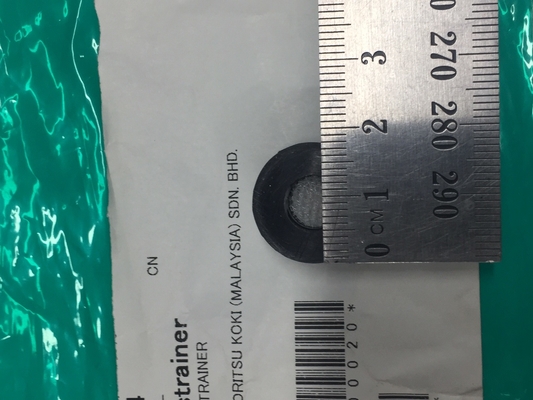 CN
strainer
TRAINER
ORITSU KOKI (MALAYSIA) SDN. BHD.
00020*
0 CM 1 2 3
270 280 290